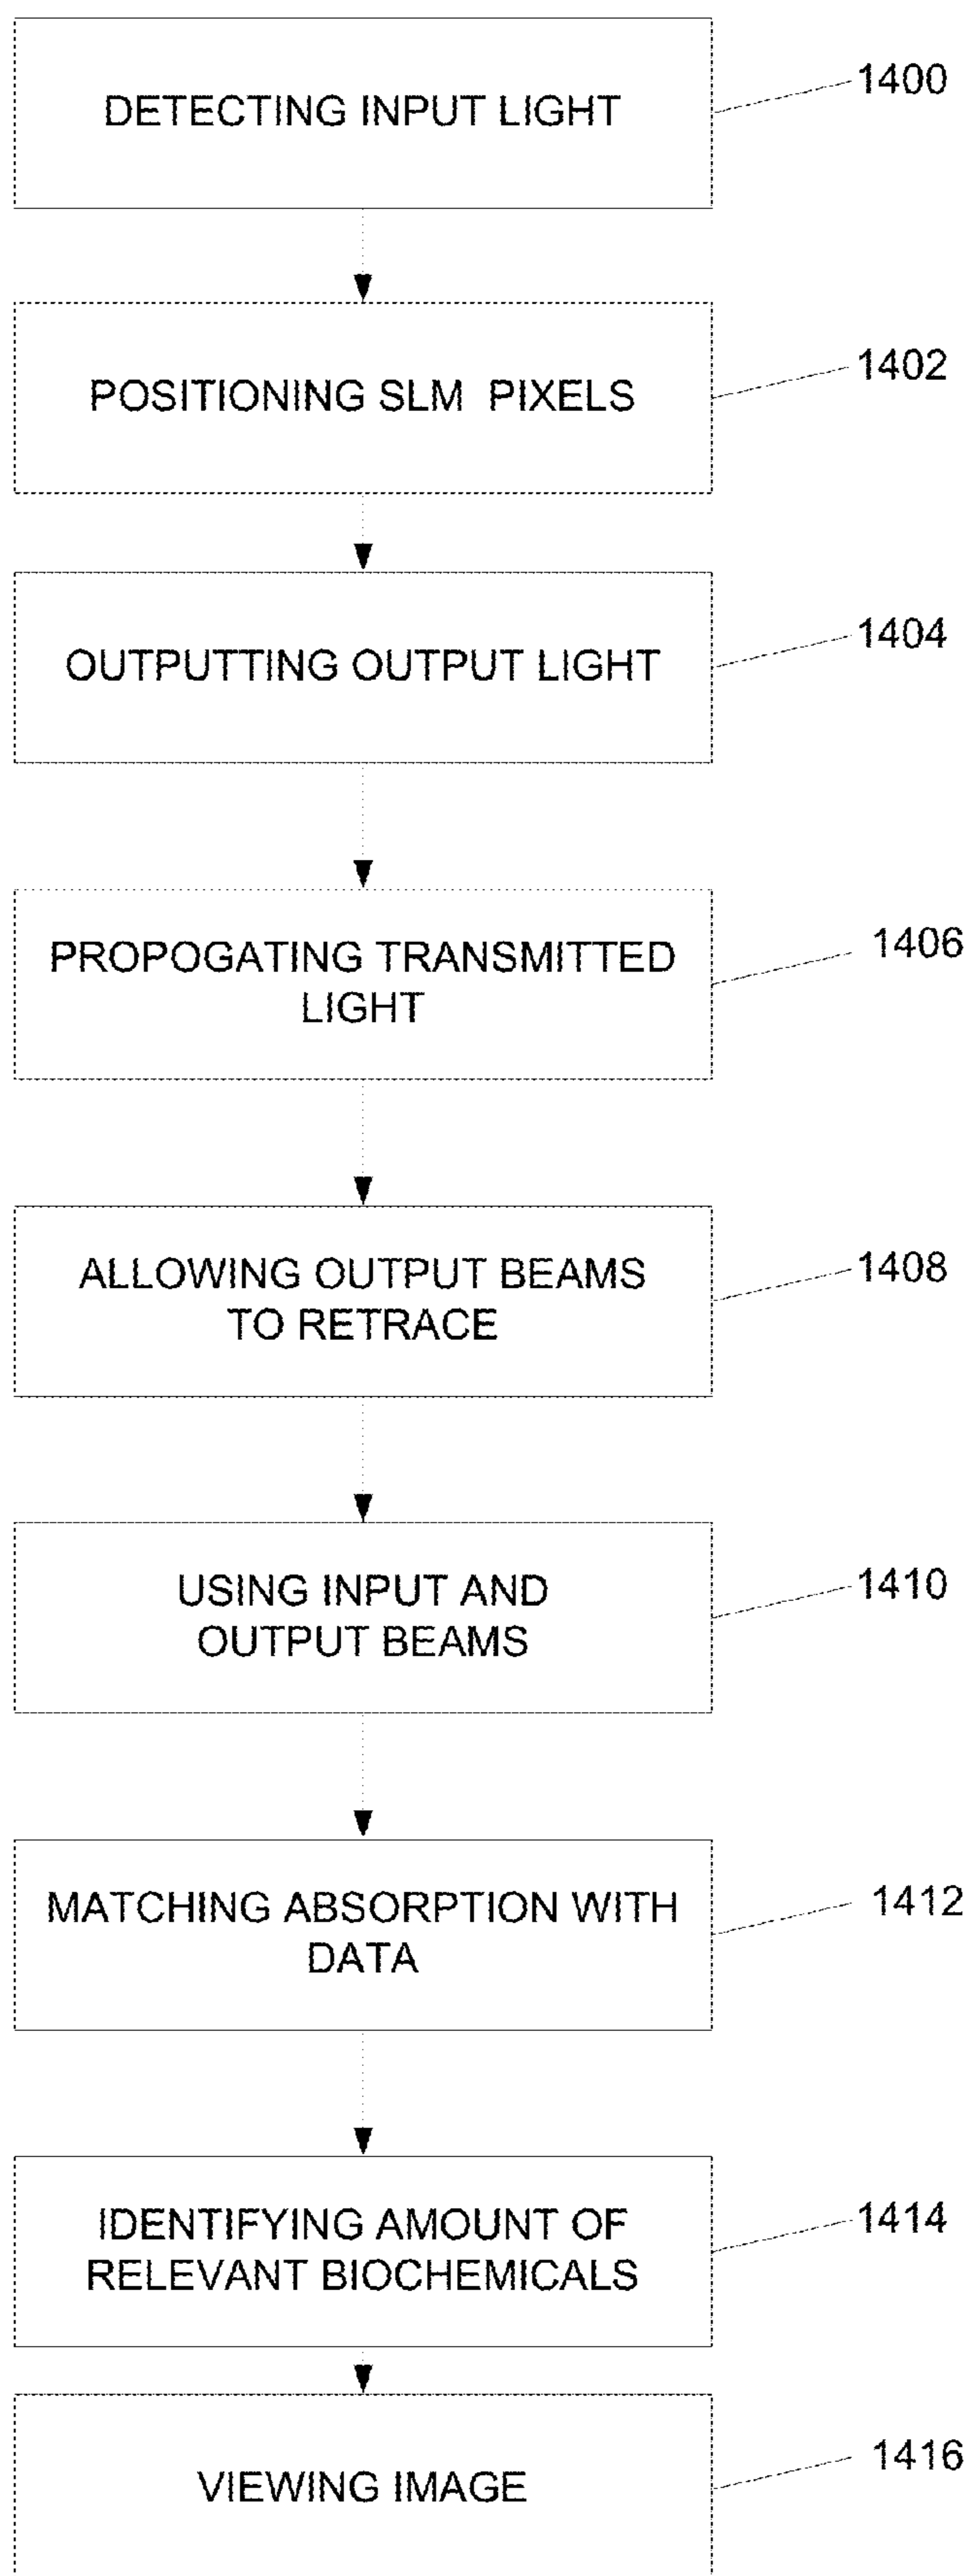 DETECTING INPUT LIGHT
1400
POSITIONING SLM PIXELS
1402
OUTPUTTING OUTPUT LIGHT
1404
PROPOGATING TRANSMITTED
LIGHT
1406
ALLOWING OUTPUT BEAMS
TO RETRACE
1408
USING INPUT AND
OUTPUT BEAMS
1410
MATCHING ABSORPTION WITH
DATA
1412
IDENTIFYING AMOUNT OF
RELEVANT BIOCHEMICALS
1414
VIEWING IMAGE
1416